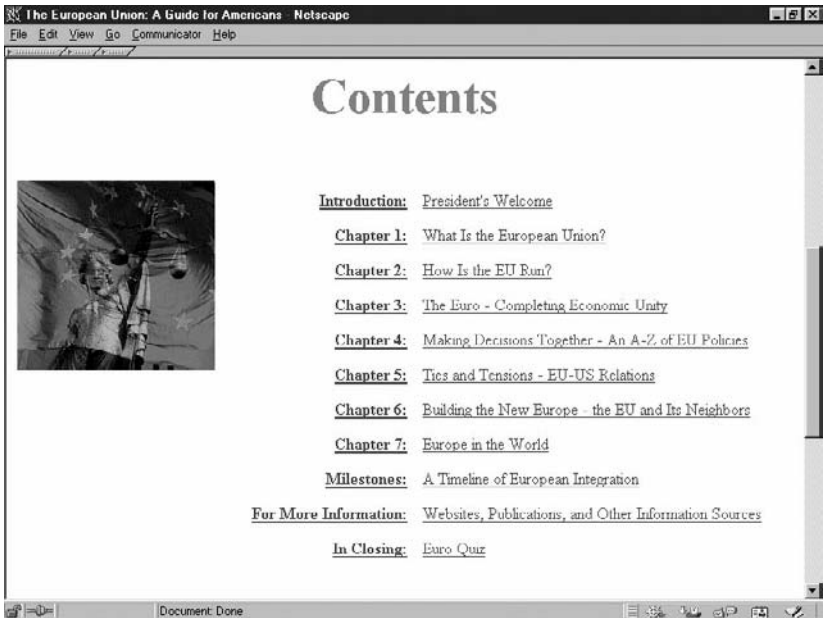 The European Union: A Guide for Americans - Netscape
File Edit View Go Communicator Help
Contents
Introduction: President's Welcome
Chapter 1: What Is the European Union?
Chapter 2: How Is the EU Run?
Chapter 3: The Euro - Completing Economic Unity
Chapter 4: Making Decisions Together - An A-Z of EU Policies
Chapter 5: Ties and Tensions - EU-US Relations
Chapter 6: Building the New Europe - the EU and Its Neighbors
Chapter 7: Europe in the World
Milestones: A Timeline of European Integration
For More Information: Websites, Publications, and Other Information Sources
In Closing: Euro Quiz
Document: Done